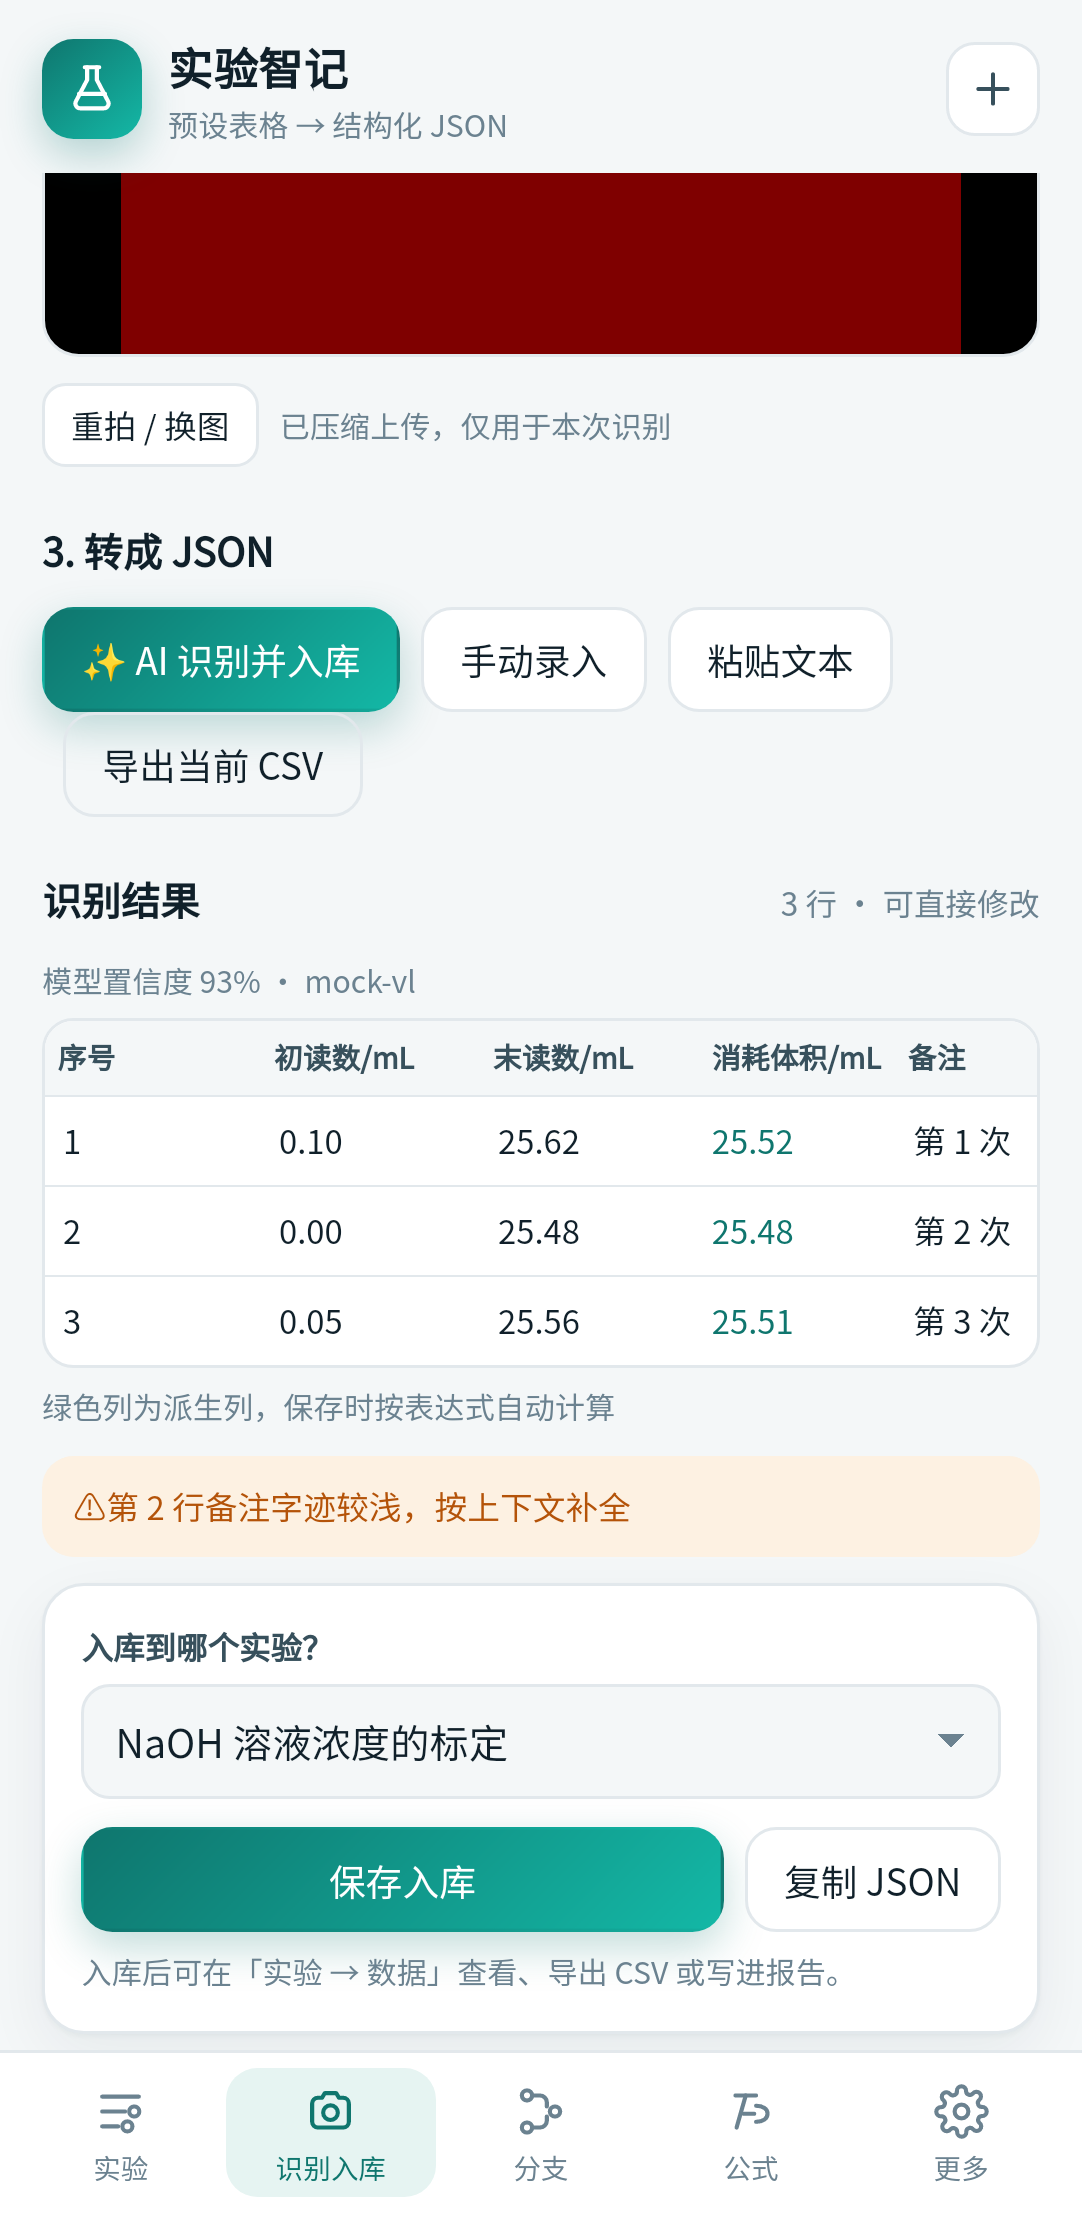 实验智记
预设表格 → 结构化 JSON
重拍 / 换图
已压缩上传，仅用于本次识别
3. 转成 JSON
✨ AI 识别并入库
手动录入
粘贴文本
导出当前 CSV
识别结果
3 行 · 可直接修改
模型置信度 93% · mock-vl
序号 初读数/mL 末读数/mL 消耗体积/mL 备注
1 0.10 25.62 25.52 第 1 次
2 0.00 25.48 25.48 第 2 次
3 0.05 25.56 25.51 第 3 次
绿色列为派生列，保存时按表达式自动计算
⚠第 2 行备注字迹较浅，按上下文补全
入库到哪个实验？
NaOH 溶液浓度的标定
保存入库
复制 JSON
入库后可在「实验 → 数据」查看、导出 CSV 或写进报告。
实验
识别入库
分支
公式
更多